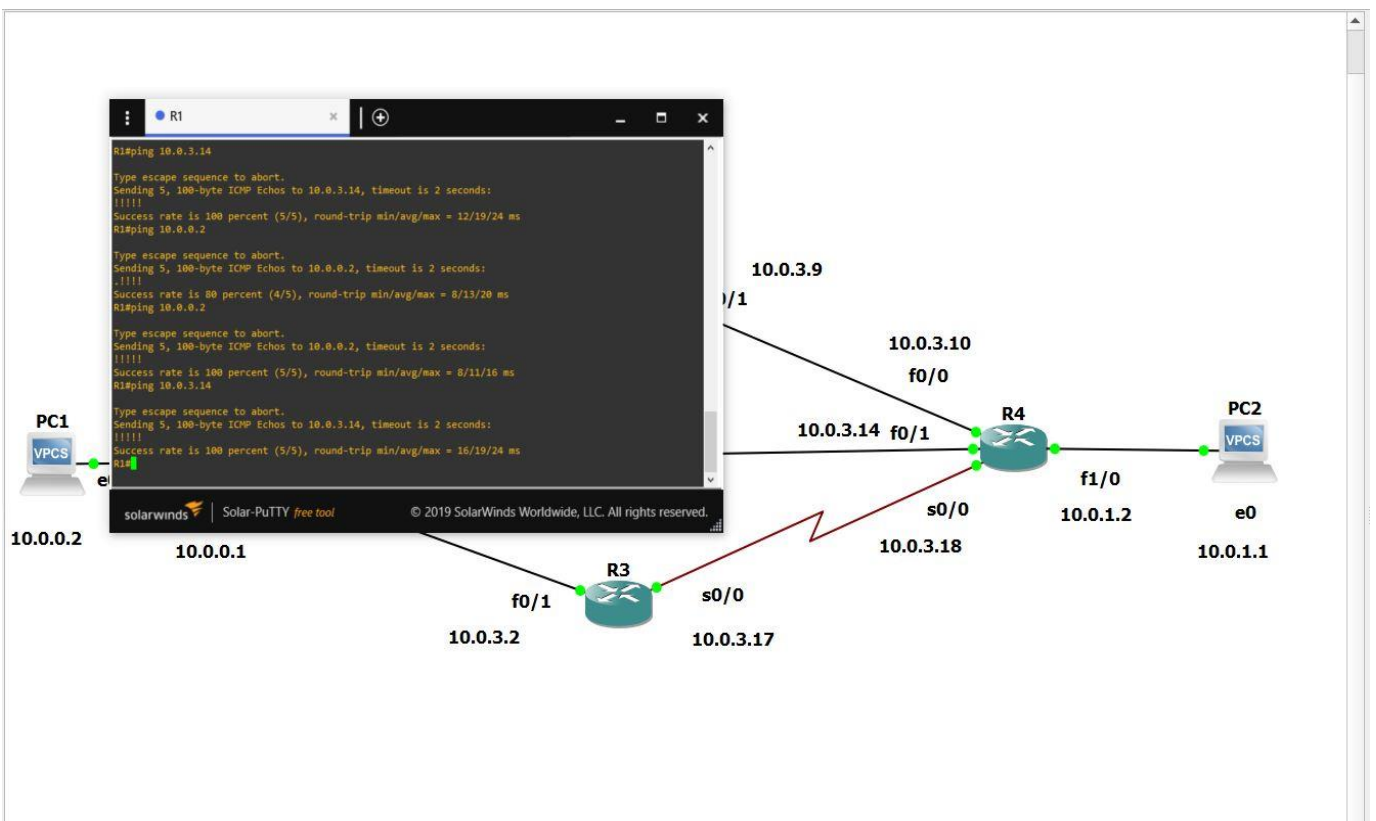 R1
R1#ping 10.0.3.14
Type escape sequence to abort.
Sending 5, 100-byte ICMP Echos to 10.0.3.14, timeout is 2 seconds:
!!!!!
Success rate is 100 percent (5/5), round-trip min/avg/max = 12/19/24 ms
R1#ping 10.0.0.2
Type escape sequence to abort.
Sending 5, 100-byte ICMP Echos to 10.0.0.2, timeout is 2 seconds:
.!!!!
Success rate is 80 percent (4/5), round-trip min/avg/max = 8/13/20 ms
R1#ping 10.0.0.2
Type escape sequence to abort.
Sending 5, 100-byte ICMP Echos to 10.0.0.2, timeout is 2 seconds:
!!!!!
Success rate is 100 percent (5/5), round-trip min/avg/max = 8/11/16 ms
R1#ping 10.0.3.14
Type escape sequence to abort.
Sending 5, 100-byte ICMP Echos to 10.0.3.14, timeout is 2 seconds:
!!!!!
Success rate is 100 percent (5/5), round-trip min/avg/max = 16/19/24 ms
R1#
solarwinds Solar-PuTTY free tool © 2019 SolarWinds Worldwide, LLC. All rights reserved.
10.0.3.9
/1
10.0.3.10
f0/0
PC1
VPCS
e
10.0.0.2
10.0.0.1
R4
10.0.3.14 f0/1
PC2
VPCS
f1/0
s0/0
10.0.1.2
e0
10.0.3.18
10.0.1.1
R3
f0/1
s0/0
10.0.3.2
10.0.3.17